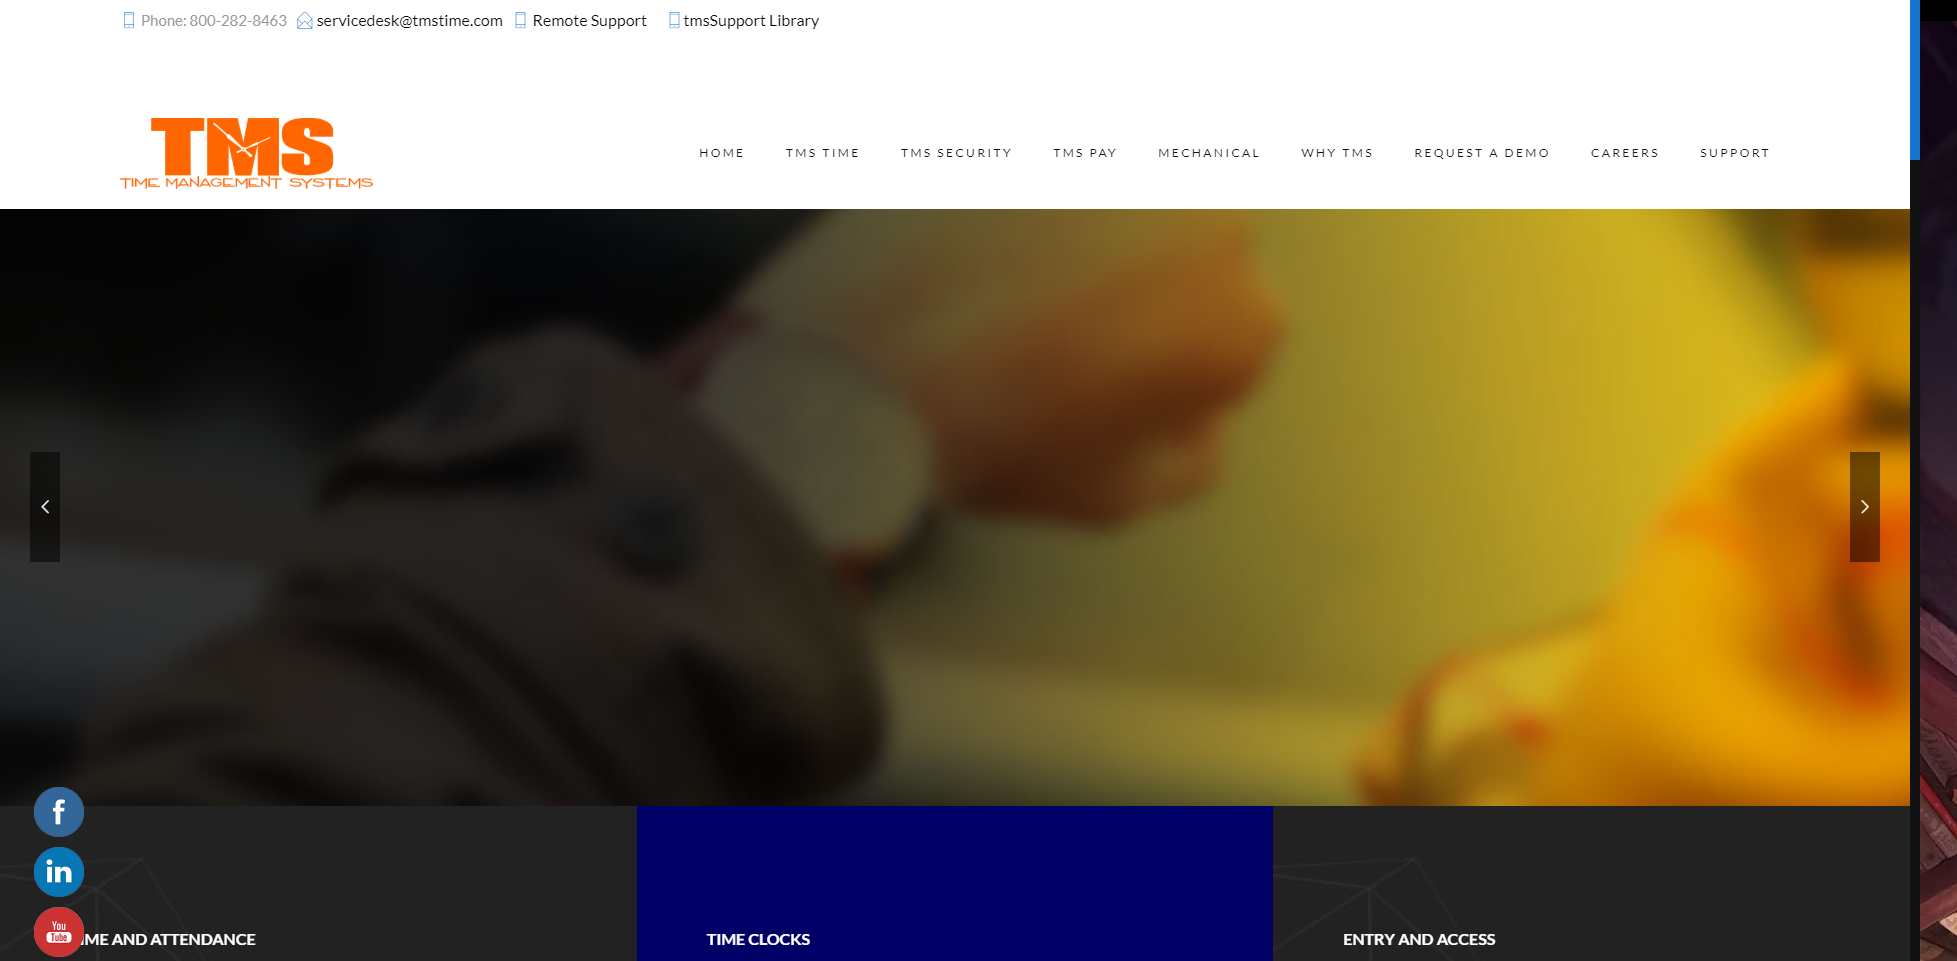 Phone: 800-282-8463 servicedesk@tmstime.com Remote Support tmsSupport Library
TMS
TIME MANAGEMENT SYSTEMS
HOME TMS TIME TMS SECURITY TMS PAY MECHANICAL WHY TMS REQUEST A DEMO CAREERS SUPPORT
f
in
You
Tube
IME AND ATTENDANCE TIME CLOCKS ENTRY AND ACCESS